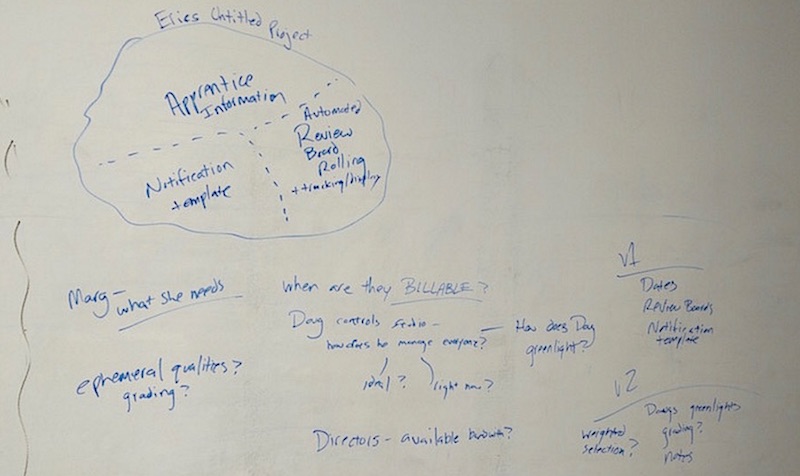 Erics Untitled Project
Apprentice
Information
Automated
Review
Board
Rolling
+ tracking/display
Notification
template
Marg –
what she needs
ephemeral qualities?
grading?
When are they BILLABLE?
Doug controls studio –
how does he manage everyone?
ideal?
right now?
How does Doug
greenlight?
Directors – available bandwidth?
V1
Dates
Review Boards
Notification
template
V2
weighted
selection?
Dougs greenlights
grading?
notes